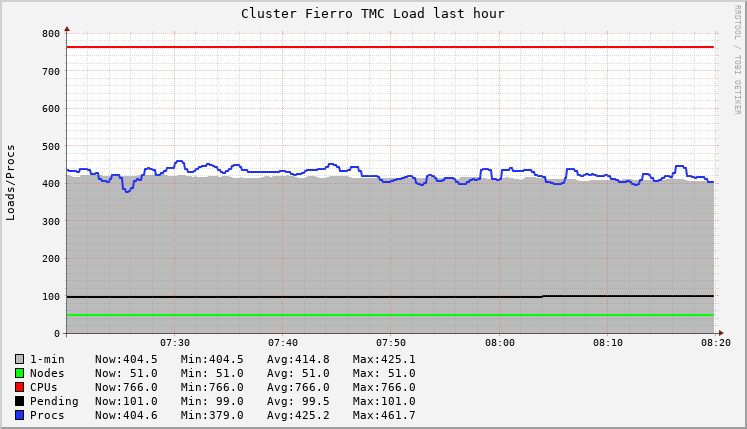 Cluster Fierro TMC Load last hour
RRDTOOL / TOBI OETIKER
Loads/Procs
800
700
600
500
400
300
200
100
0
07:30 07:40 07:50 08:00 08:10 08:20
1-min Now:404.5 Min:404.5 Avg:414.8 Max:425.1
Nodes Now: 51.0 Min: 51.0 Avg: 51.0 Max: 51.0
CPUs Now:766.0 Min:766.0 Avg:766.0 Max:766.0
Pending Now:101.0 Min: 99.0 Avg: 99.5 Max:101.0
Procs Now:404.6 Min:379.0 Avg:425.2 Max:461.7